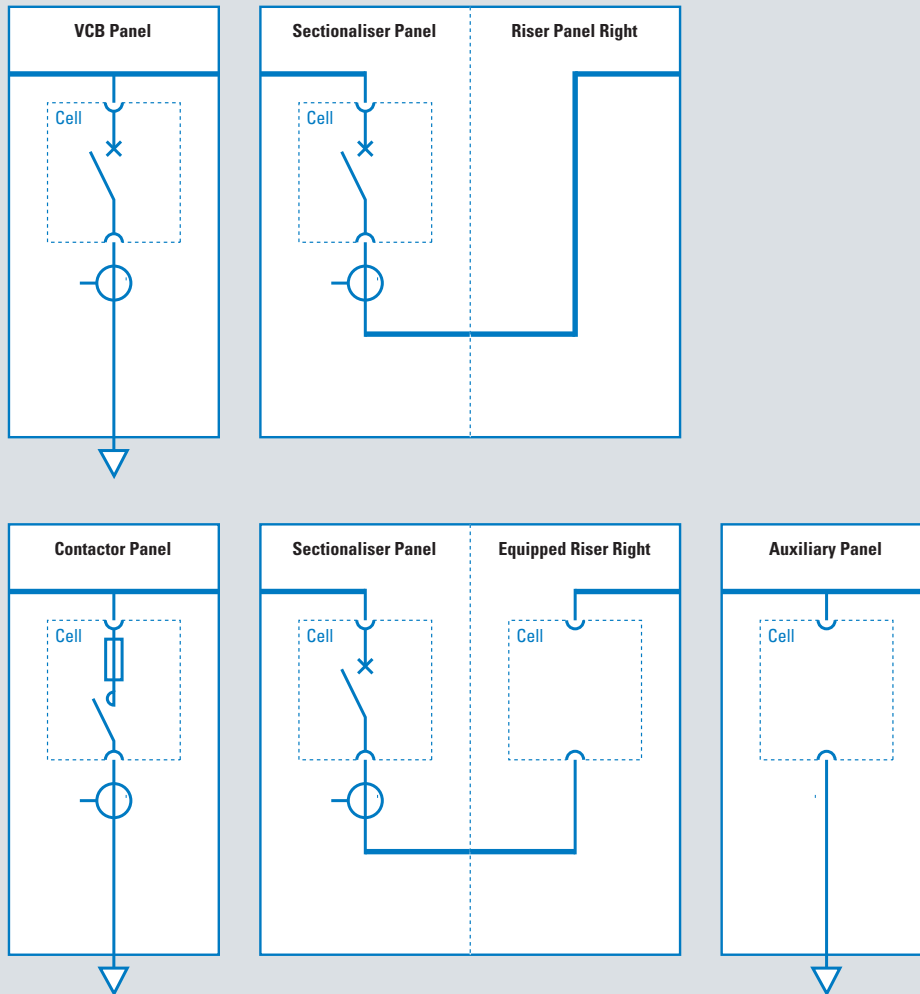 VCB Panel
Sectionaliser Panel
Riser Panel Right
Cell
Cell
Contactor Panel
Sectionaliser Panel
Equipped Riser Right
Auxiliary Panel
Cell
Cell
Cell
Cell